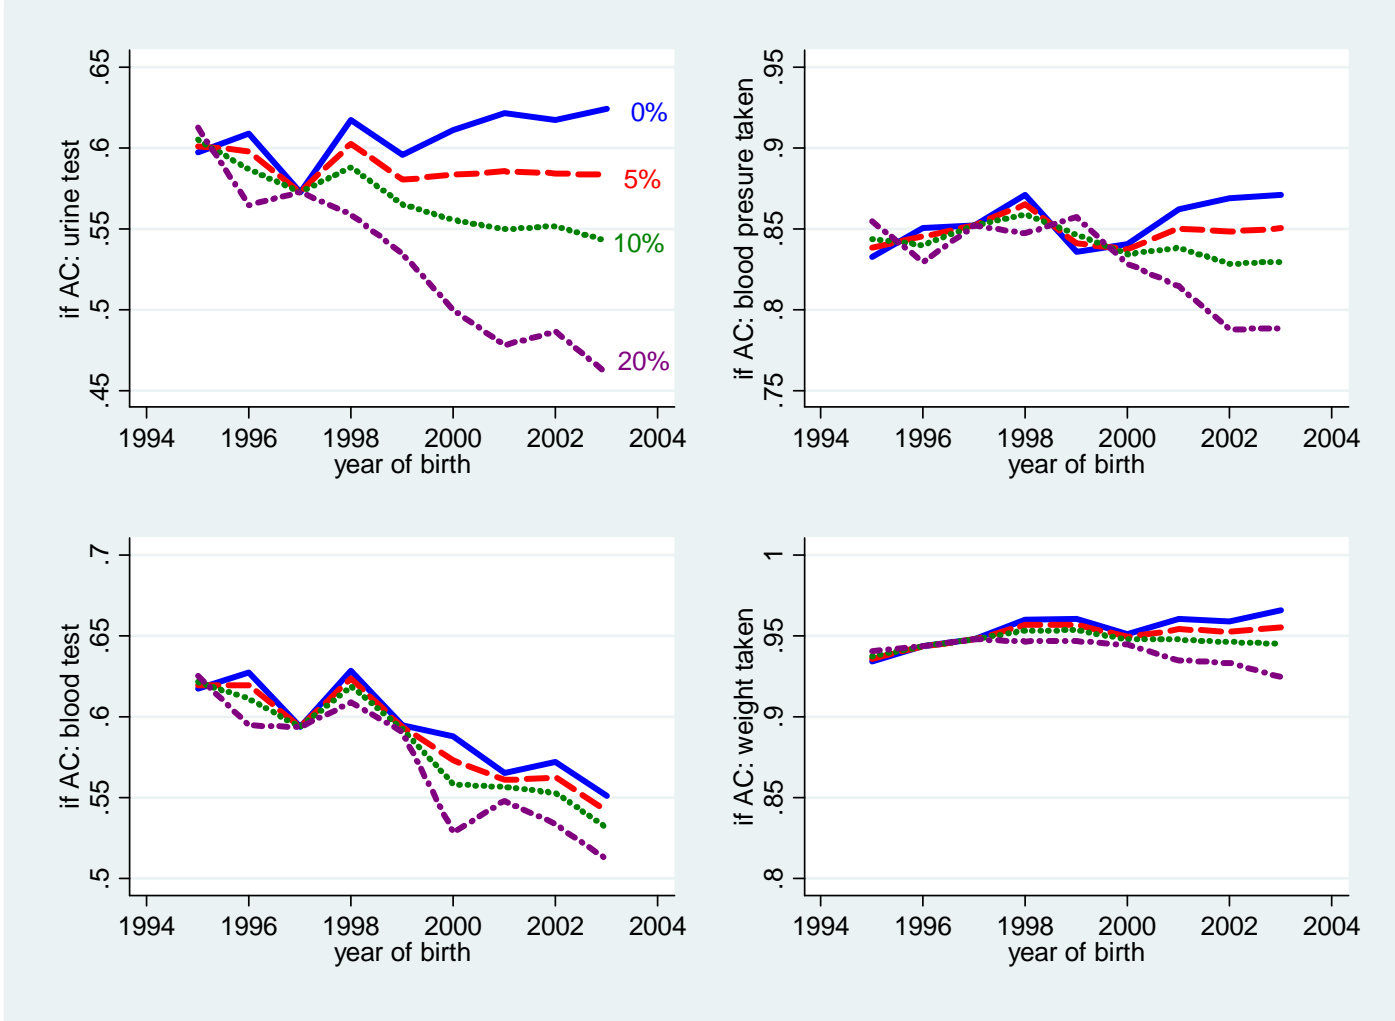 if AC: urine test
.65
.6
.55
.5
.45
0%
5%
10%
20%
1994 1996 1998 2000 2002 2004
year of birth
if AC: blood presure taken
.95
.9
.85
.8
.75
1994 1996 1998 2000 2002 2004
year of birth
if AC: blood test
.7
.65
.6
.55
.5
1994 1996 1998 2000 2002 2004
year of birth
if AC: weight taken
1
.95
.9
.85
.8
1994 1996 1998 2000 2002 2004
year of birth